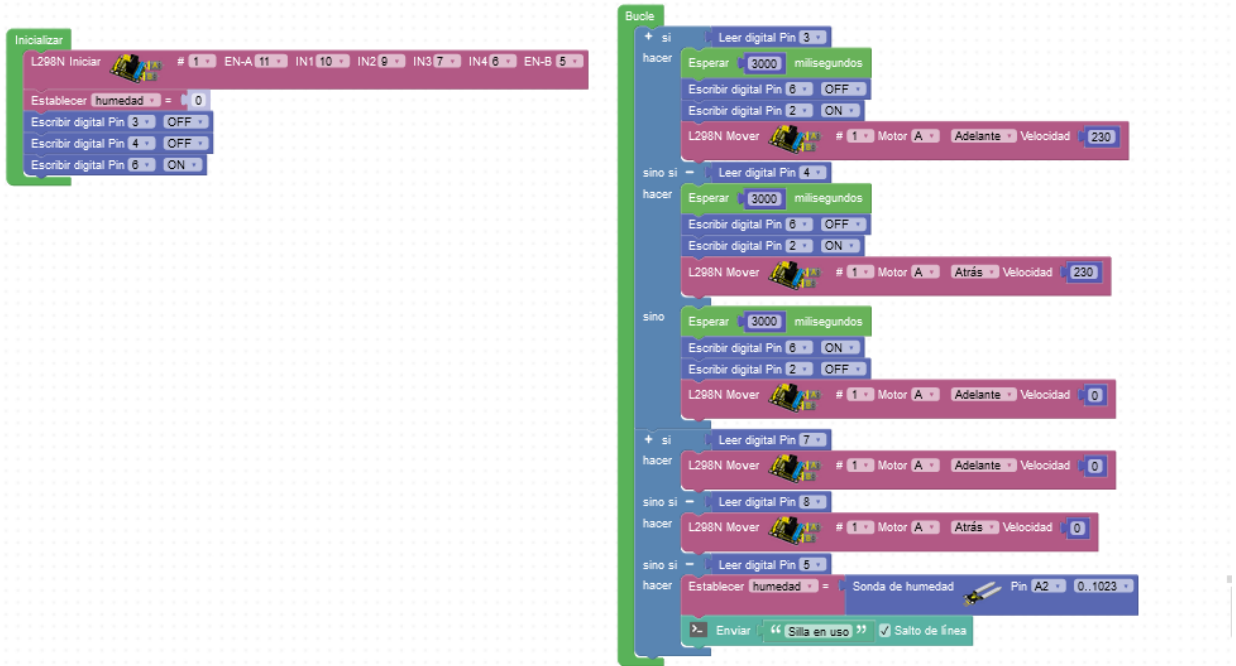 Inicializar
L298N Iniciar # 1 EN-A 11 IN1 10 IN2 9 IN3 7 IN4 6 EN-B 5
Establecer humedad = 0
Escribir digital Pin 3 OFF
Escribir digital Pin 4 OFF
Escribir digital Pin 6 ON
Bucle
+ si Leer digital Pin 3
hacer Esperar 3000 milisegundos
Escribir digital Pin 6 OFF
Escribir digital Pin 2 ON
L298N Mover # 1 Motor A Adelante Velocidad 230
sino si − Leer digital Pin 4
hacer Esperar 3000 milisegundos
Escribir digital Pin 6 OFF
Escribir digital Pin 2 ON
L298N Mover # 1 Motor A Atrás Velocidad 230
sino Esperar 3000 milisegundos
Escribir digital Pin 6 ON
Escribir digital Pin 2 OFF
L298N Mover # 1 Motor A Adelante Velocidad 0
+ si Leer digital Pin 7
hacer L298N Mover # 1 Motor A Adelante Velocidad 0
sino si − Leer digital Pin 8
hacer L298N Mover # 1 Motor A Atrás Velocidad 0
sino si − Leer digital Pin 5
hacer Establecer humedad = Sonda de humedad Pin A2 0..1023
Enviar “ Silla en uso ” Salto de línea